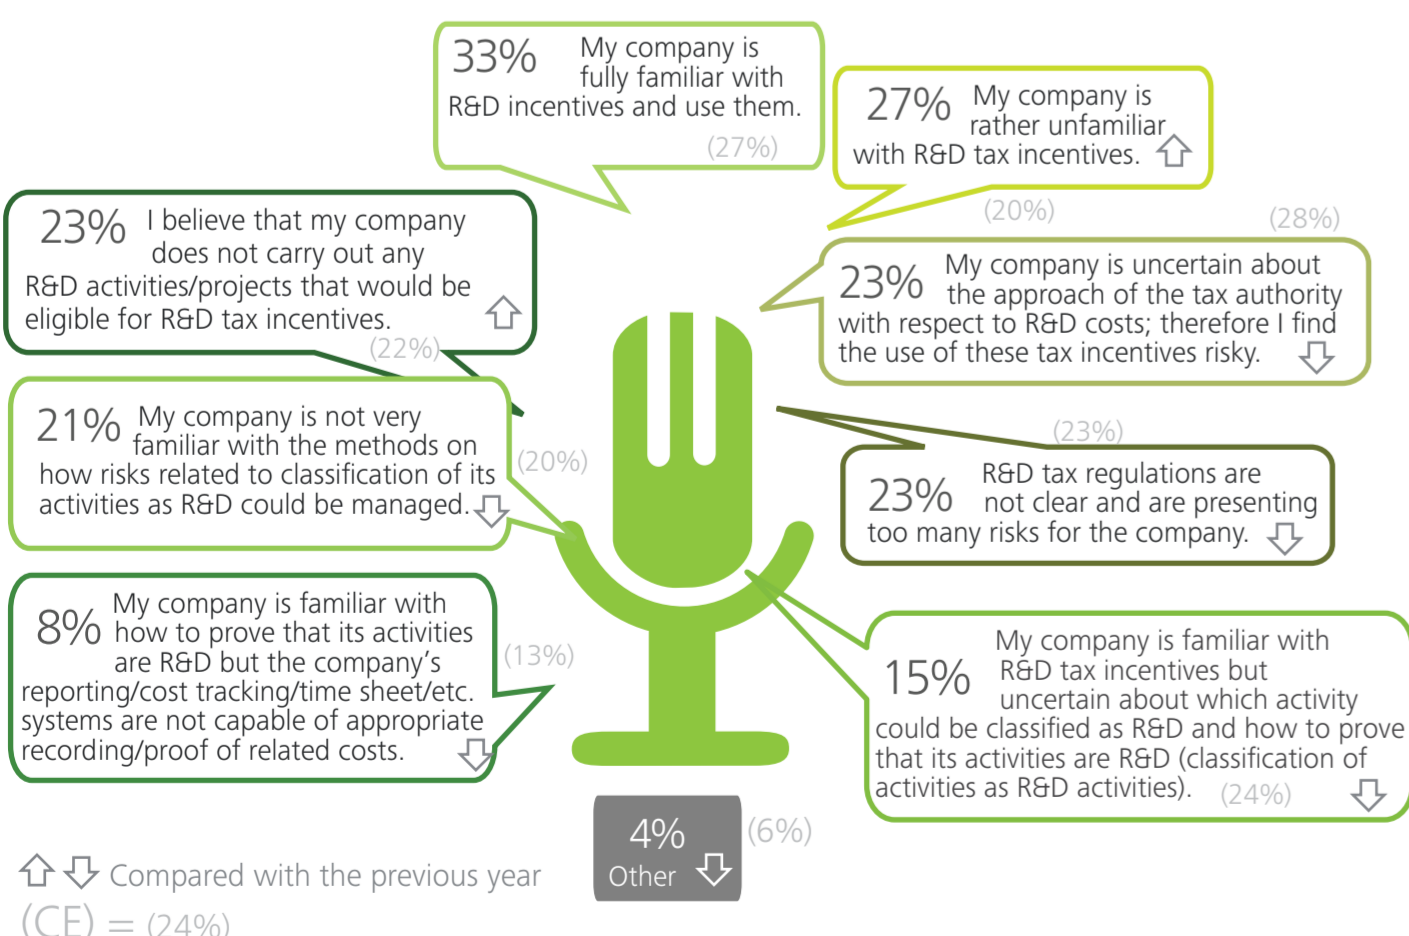 33% My company is
fully familiar with
R&D incentives and use them.
(27%)
27% My company is
rather unfamiliar
with R&D tax incentives.
(20%)
23% I believe that my company
does not carry out any
R&D activities/projects that would be
eligible for R&D tax incentives.
(22%)
(28%)
23% My company is uncertain about
the approach of the tax authority
with respect to R&D costs; therefore I find
the use of these tax incentives risky.
21% My company is not very
familiar with the methods on
how risks related to classification of its
activities as R&D could be managed.
(20%)
(23%)
23% R&D tax regulations are
not clear and are presenting
too many risks for the company.
8% My company is familiar with
how to prove that its activities
are R&D but the company's
reporting/cost tracking/time sheet/etc.
systems are not capable of appropriate
recording/proof of related costs.
(13%)
15% My company is familiar with
R&D tax incentives but
uncertain about which activity
could be classified as R&D and how to prove
that its activities are R&D (classification of
activities as R&D activities).
(24%)
4%
Other
(6%)
Compared with the previous year
(CE) = (24%)